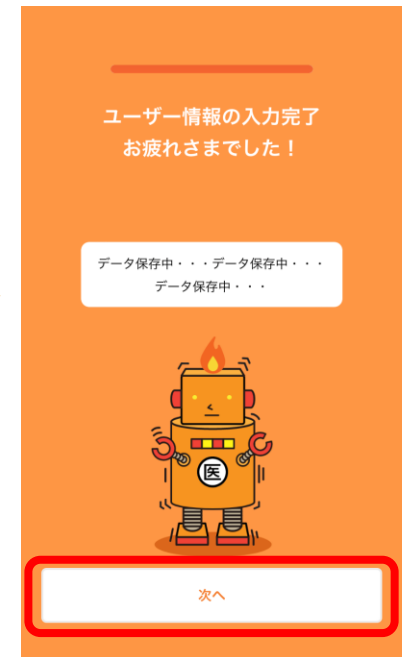 ユーザー情報の入力完了
お疲れさまでした！
データ保存中・・・データ保存中・・・
データ保存中・・・
医
次へ